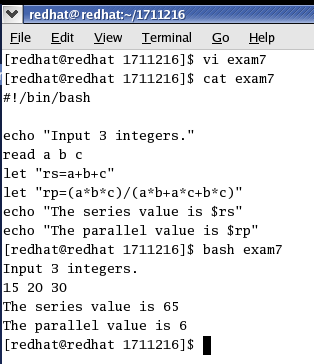 redhat@redhat:~/1711216
File Edit View Terminal Go Help
[redhat@redhat 1711216]$ vi exam7
[redhat@redhat 1711216]$ cat exam7
#!/bin/bash

echo "Input 3 integers."
read a b c
let "rs=a+b+c"
let "rp=(a*b*c)/(a*b+a*c+b*c)"
echo "The series value is $rs"
echo "The parallel value is $rp"
[redhat@redhat 1711216]$ bash exam7
Input 3 integers.
15 20 30
The series value is 65
The parallel value is 6
[redhat@redhat 1711216]$